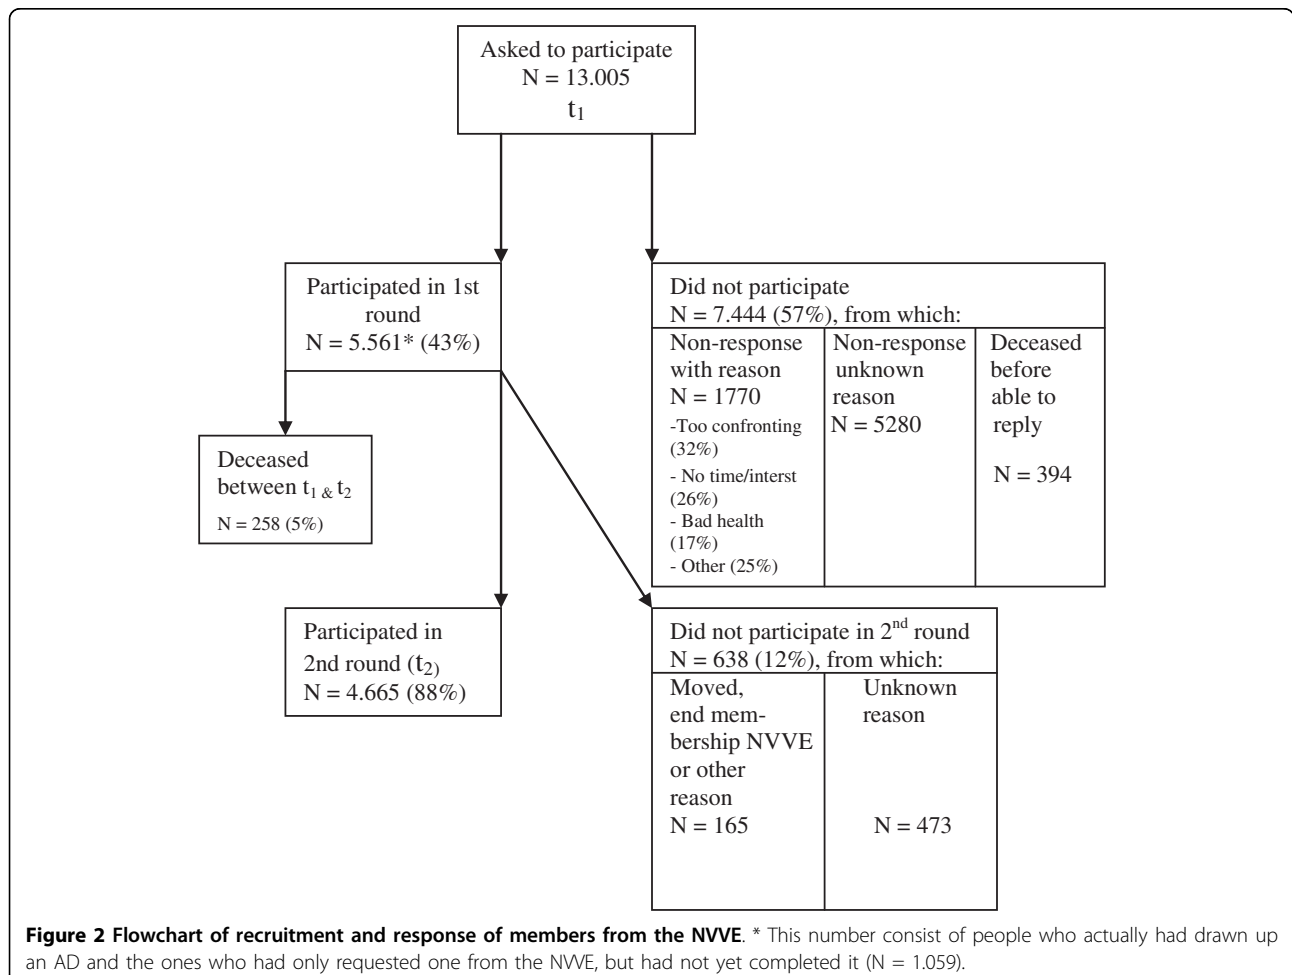 Asked to participate
N = 13.005
t1
Participated in 1st
round
N = 5.561* (43%)
Did not participate
N = 7.444 (57%), from which:
Non-response
with reason
N = 1770
-Too confronting
(32%)
- No time/interst
(26%)
- Bad health
(17%)
- Other (25%)
Non-response
unknown
reason
N = 5280
Deceased
before
able to
reply
N = 394
Deceased
between t1 & t2
N = 258 (5%)
Participated in
2nd round (t2)
N = 4.665 (88%)
Did not participate in 2nd round
N = 638 (12%), from which:
Moved,
end mem-
bership NVVE
or other
reason
N = 165
Unknown
reason
N = 473
Figure 2 Flowchart of recruitment and response of members from the NVVE. * This number consist of people who actually had drawn up
an AD and the ones who had only requested one from the NVVE, but had not yet completed it (N = 1.059).